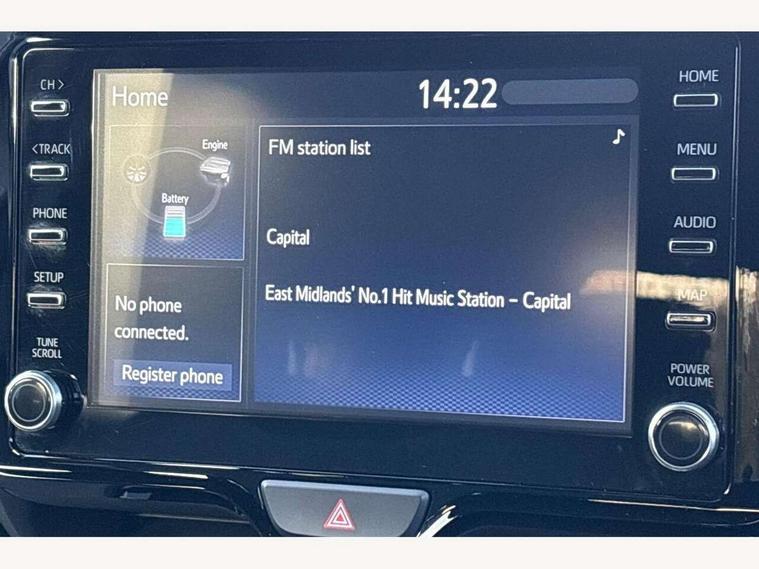 CH >
<TRACK
PHONE
SETUP
TUNE
SCROLL
Home
14:22
Engine
Battery
No phone
connected.
Register phone
FM station list
Capital
East Midlands' No.1 Hit Music Station – Capital
HOME
MENU
AUDIO
MAP
POWER
VOLUME